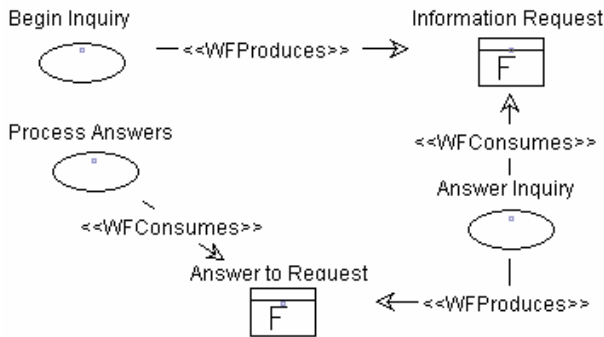 Begin Inquiry
Information Request
<<WFProduces>>
F
Process Answers
<<WFConsumes>>
Answer Inquiry
<<WFConsumes>>
Answer to Request
<<WFProduces>>
F